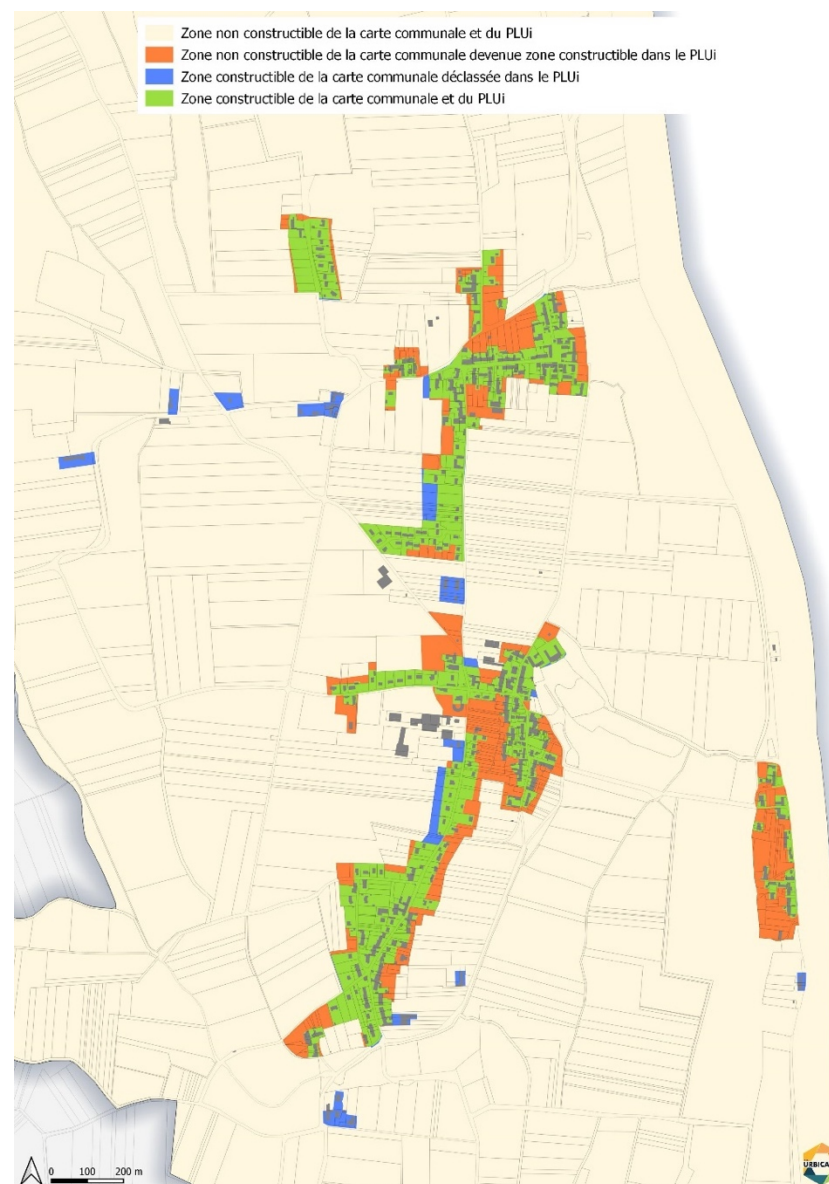 Zone non constructible de la carte communale et du PLUi
Zone non constructible de la carte communale devenue zone constructible dans le PLUi
Zone constructible de la carte communale déclassée dans le PLUi
Zone constructible de la carte communale et du PLUi
0 100 200 m
URBICA